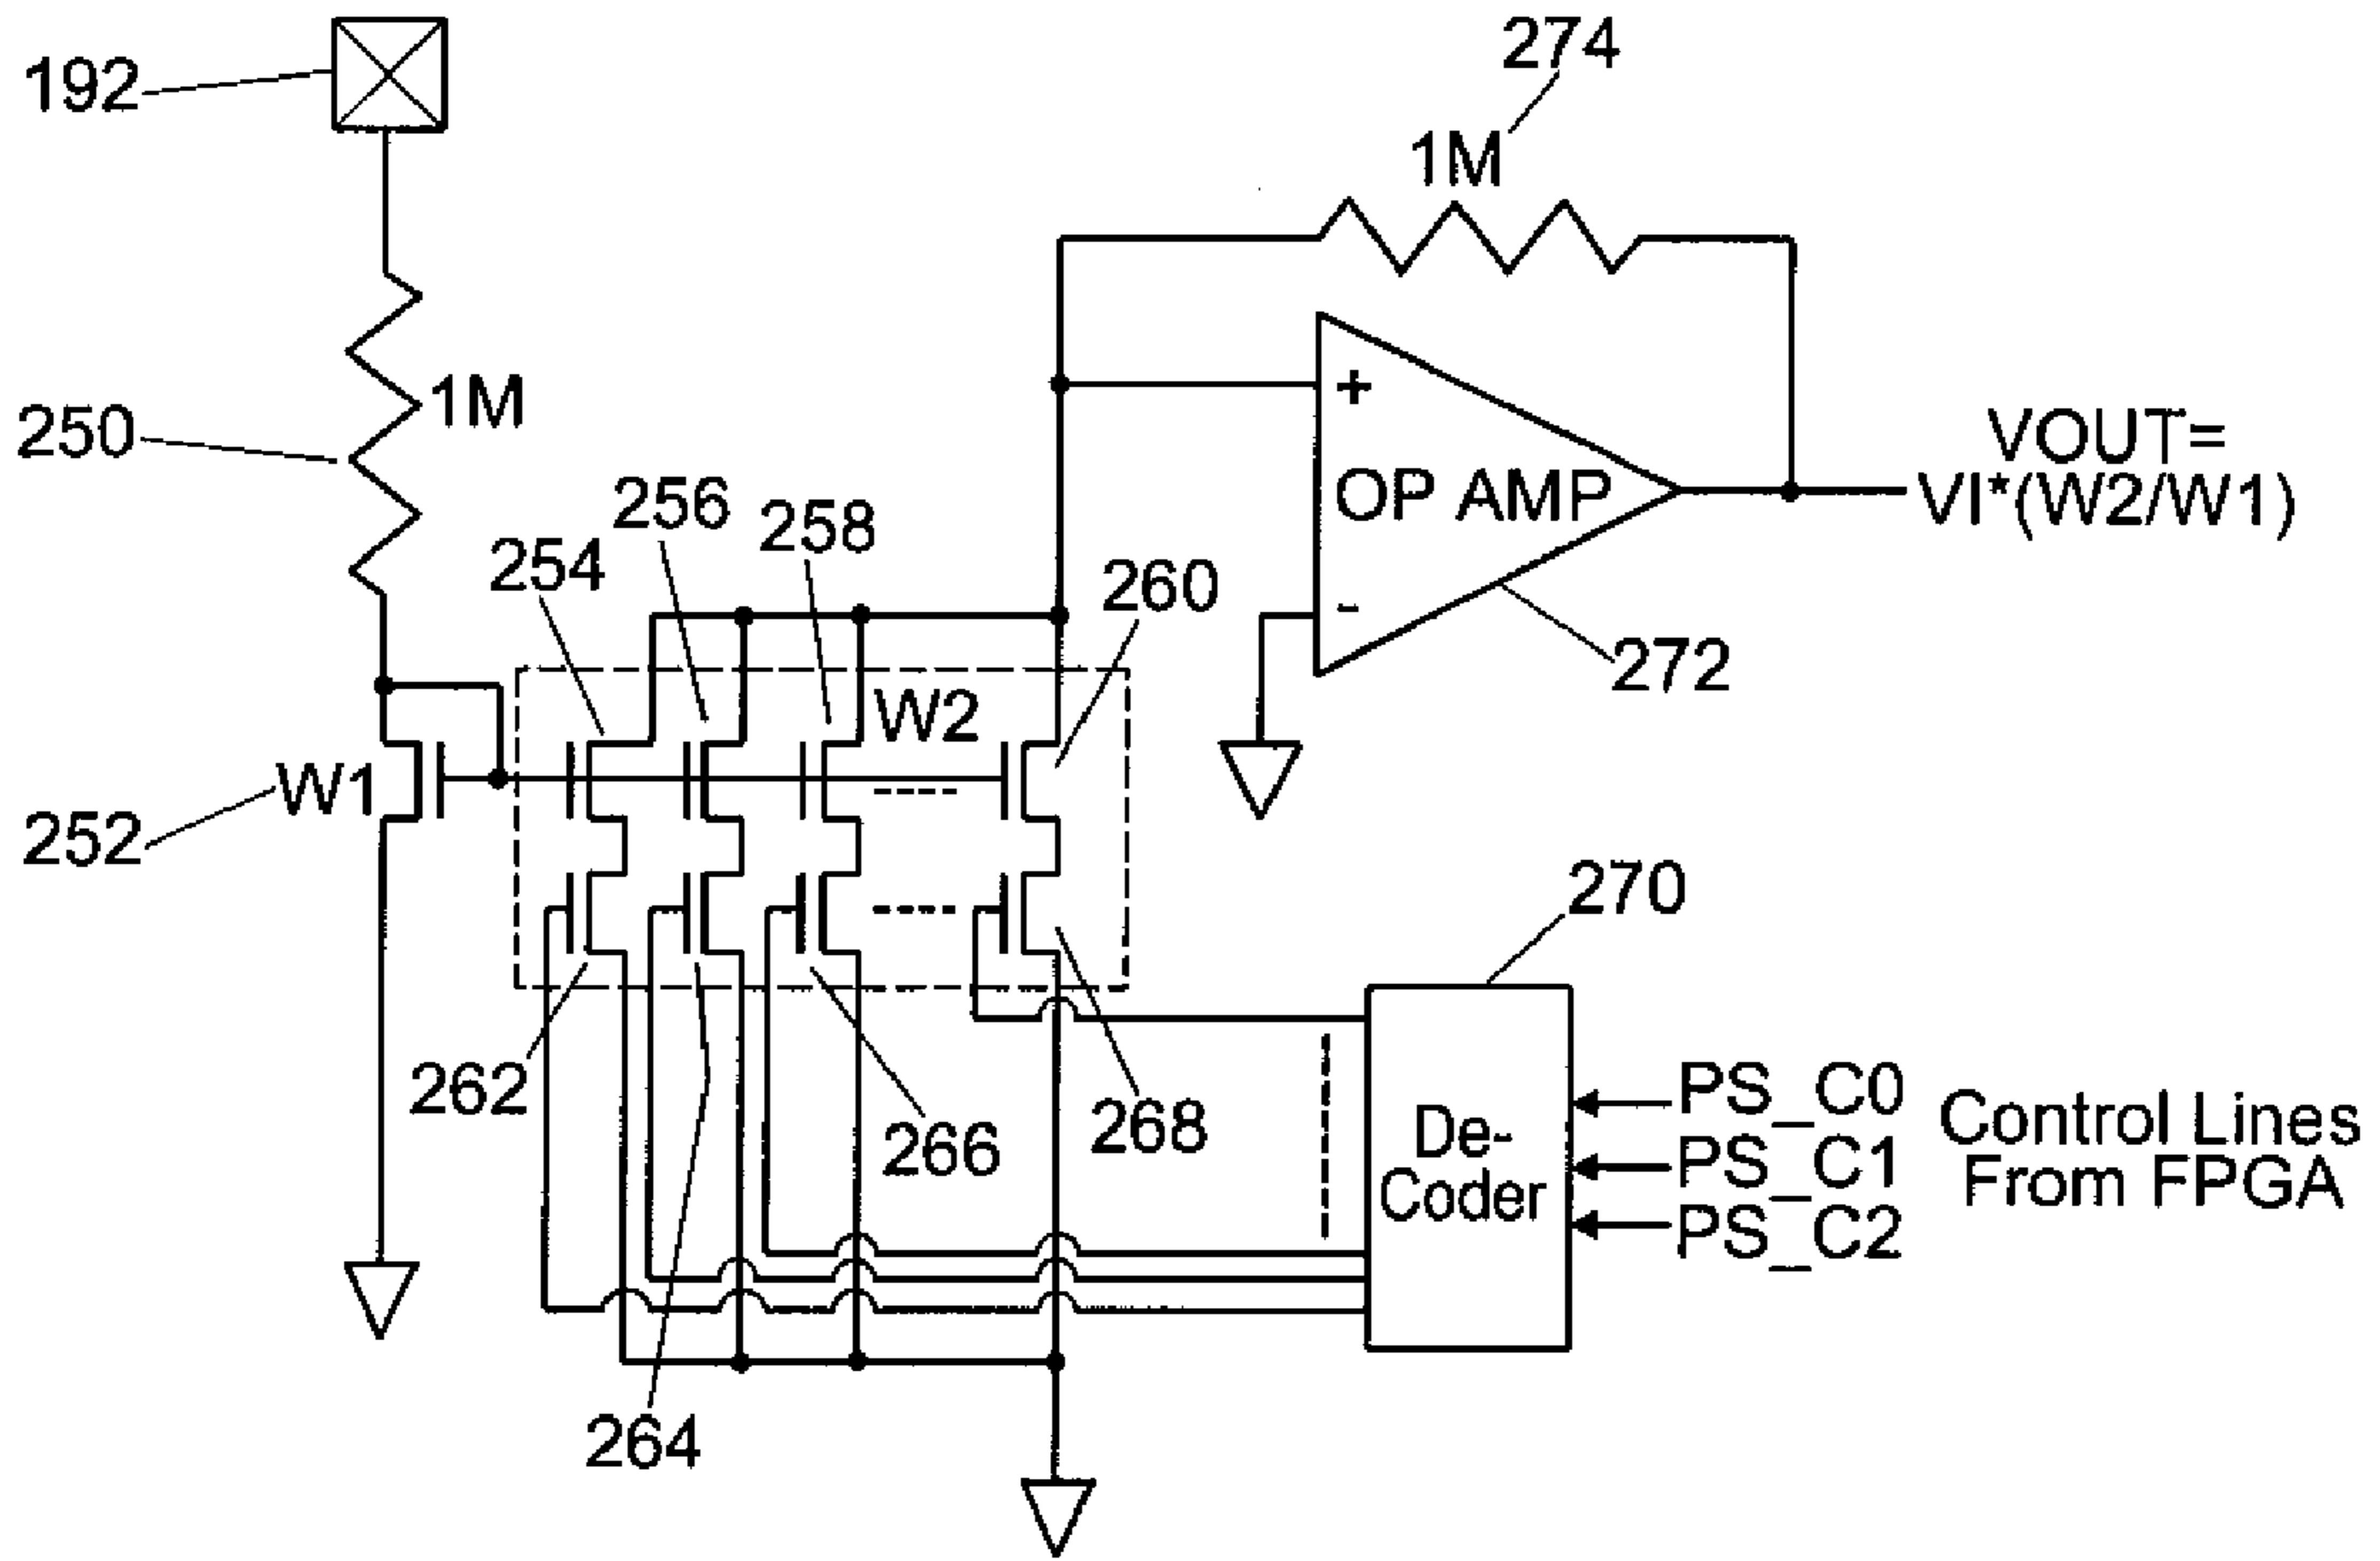 274
192
1M
1M
250
VOUT=
VI*(W2/W1)
+
OP AMP
-
256
258
254
260
272
W2
W1
252
270
262
266
268
De-
Coder
PS_C0
PS_C1
PS_C2
Control Lines
From FPGA
264